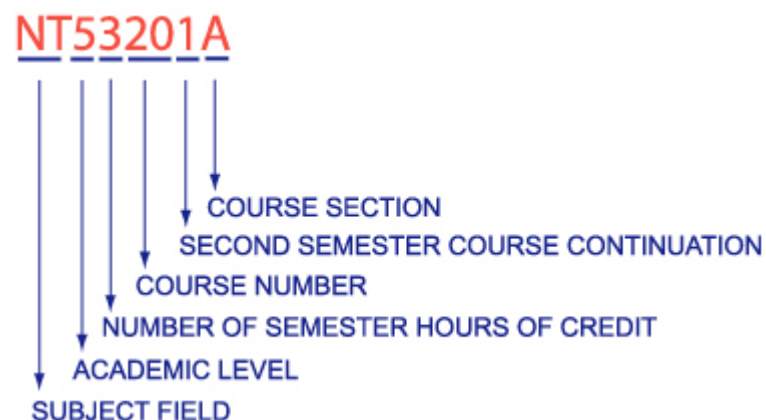 NT53201A
COURSE SECTION
SECOND SEMESTER COURSE CONTINUATION
COURSE NUMBER
NUMBER OF SEMESTER HOURS OF CREDIT
ACADEMIC LEVEL
SUBJECT FIELD